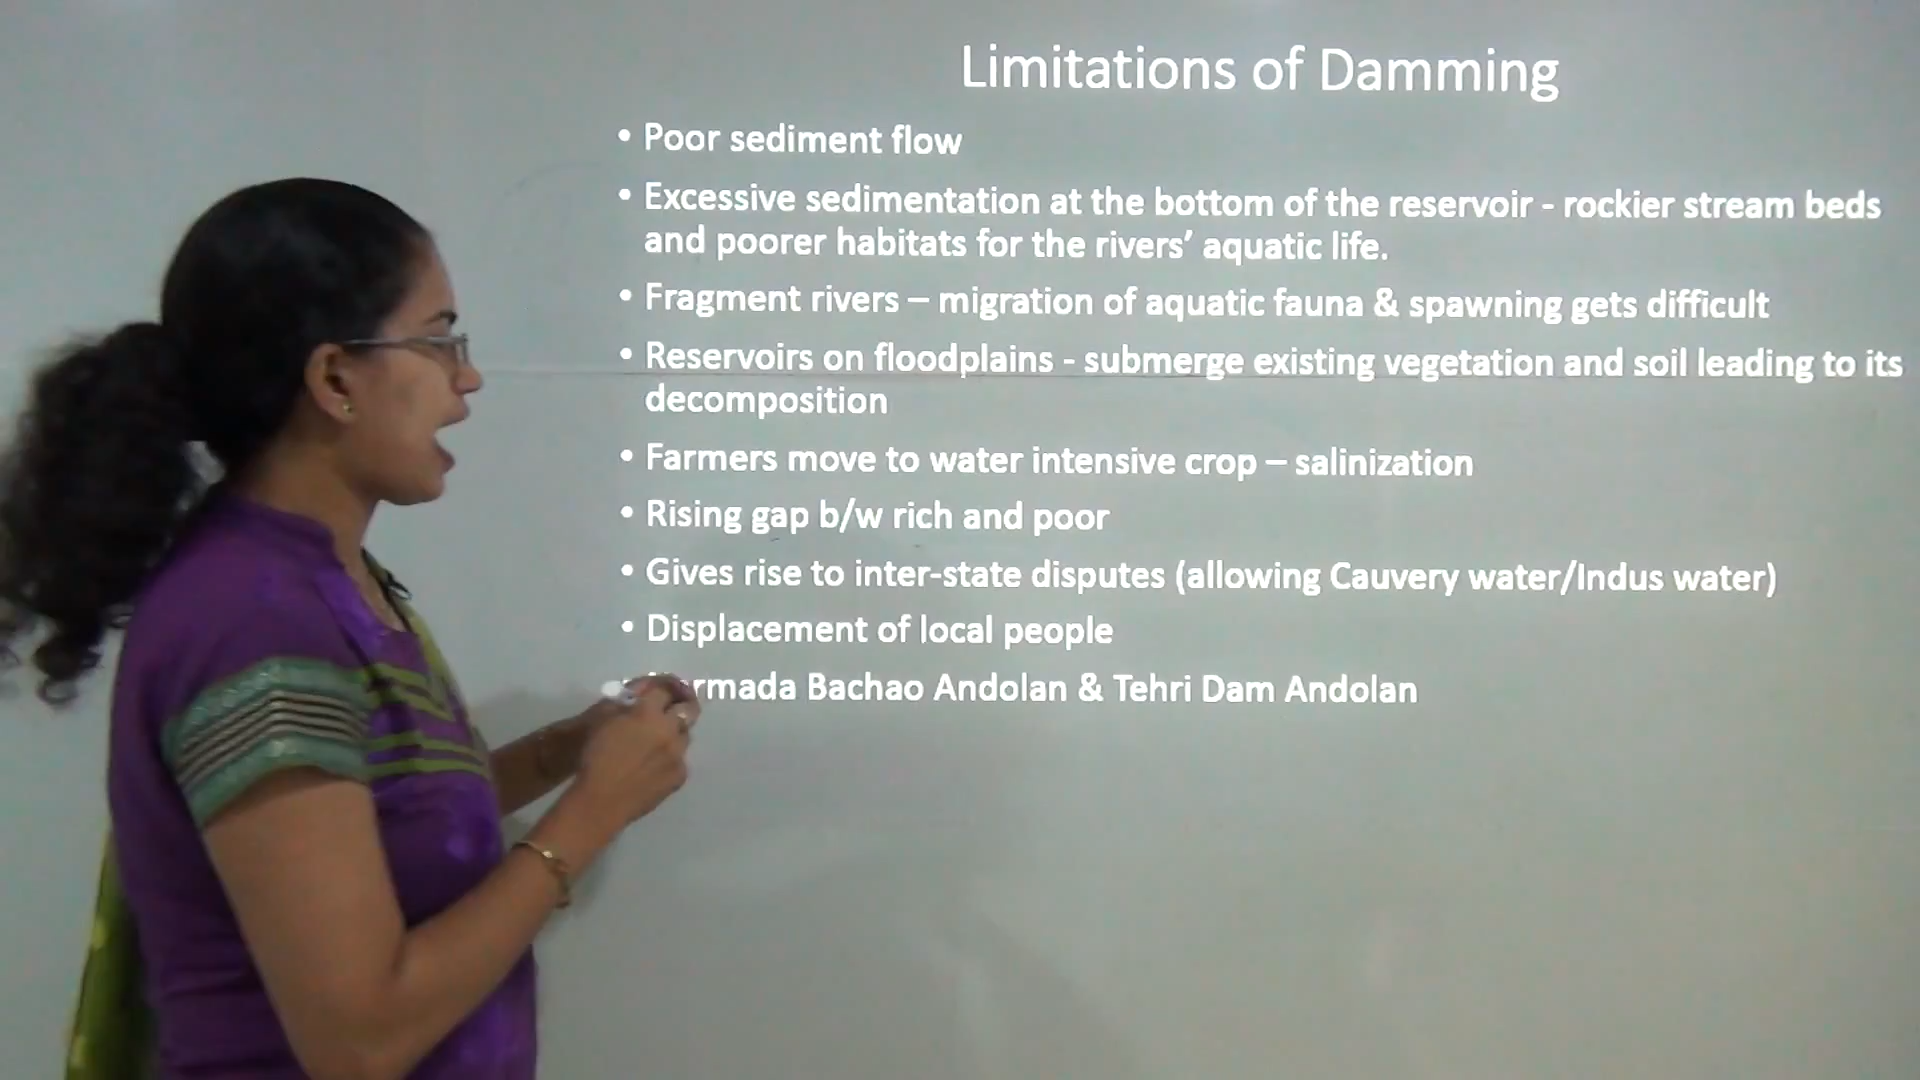 Limitations of Damming
• Poor sediment flow
• Excessive sedimentation at the bottom of the reservoir - rockier stream beds
and poorer habitats for the rivers’ aquatic life.
• Fragment rivers – migration of aquatic fauna & spawning gets difficult
• Reservoirs on floodplains - submerge existing vegetation and soil leading to its
decomposition
• Farmers move to water intensive crop – salinization
• Rising gap b/w rich and poor
• Gives rise to inter-state disputes (allowing Cauvery water/Indus water)
• Displacement of local people
Bachao Andolan & Tehri Dam Andolan